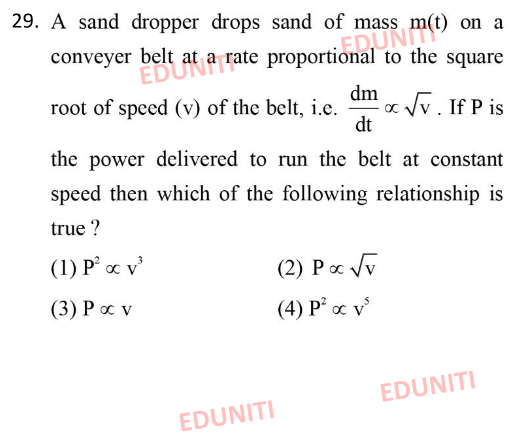 29. A sand dropper drops sand of mass m(t) on a
conveyer belt at a rate proportional to the square
root of speed (v) of the belt, i.e. dm/dt ∝ √v . If P is
the power delivered to run the belt at constant
speed then which of the following relationship is
true ?
(1) P² ∝ v³ (2) P ∝ √v
(3) P ∝ v (4) P² ∝ v⁵
EDUNITI
EDUNITI
EDUNITI
EDUNITI